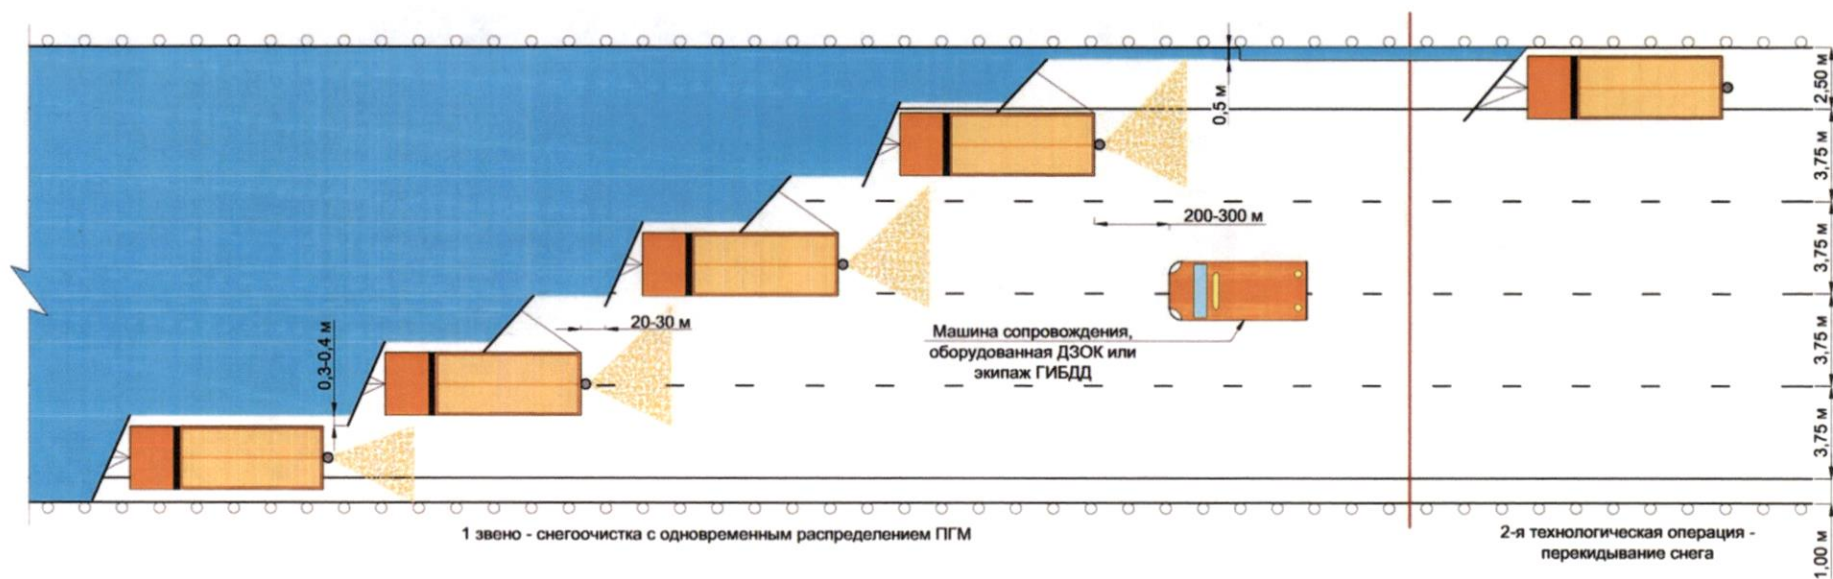 0,5 м
2,50 м
3,75 м
3,75 м
3,75 м
3,75 м
1,00 м
200-300 м
20-30 м
0,3-0,4 м
Машина сопровождения,
оборудованная ДЗОК или
экипаж ГИБДД
1 звено - снегоочистка с одновременным распределением ПГМ
2-я технологическая операция -
перекидывание снега